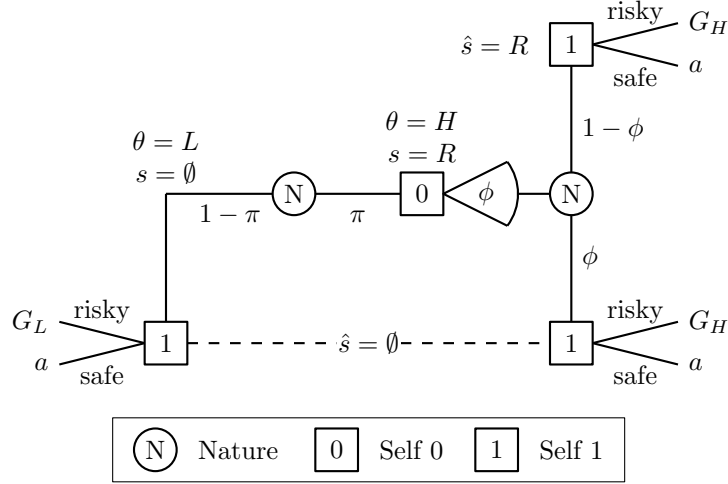 risky
G_H
ŝ = R
1
a
safe
θ = H
θ = L
s = R
1 − ϕ
s = ∅
N
0
ϕ
N
1 − π
π
ϕ
risky
risky
G_L
G_H
1
ŝ = ∅
1
a
a
safe
safe
N Nature 0 Self 0 1 Self 1